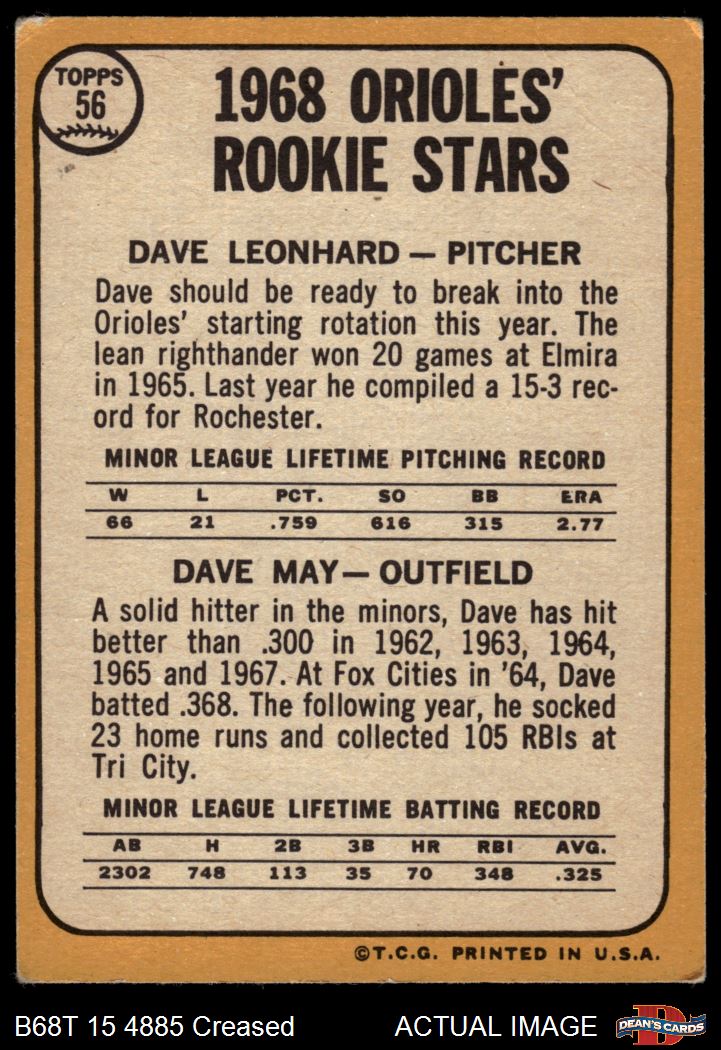 TOPPS
56
1968 ORIOLES'
ROOKIE STARS
DAVE LEONHARD — PITCHER
Dave should be ready to break into the
Orioles' starting rotation this year. The
lean righthander won 20 games at Elmira
in 1965. Last year he compiled a 15-3 rec-
ord for Rochester.
MINOR LEAGUE LIFETIME PITCHING RECORD
W L PCT. SO BB ERA
66 21 .759 616 315 2.77
DAVE MAY— OUTFIELD
A solid hitter in the minors, Dave has hit
better than .300 in 1962, 1963, 1964,
1965 and 1967. At Fox Cities in '64, Dave
batted .368. The following year, he socked
23 home runs and collected 105 RBIs at
Tri City.
MINOR LEAGUE LIFETIME BATTING RECORD
AB H 2B 3B HR RBI AVG.
2302 748 113 35 70 348 .325
©T.C.G. PRINTED IN U.S.A.
B68T 15 4885 Creased ACTUAL IMAGE
DEAN'S CARDS